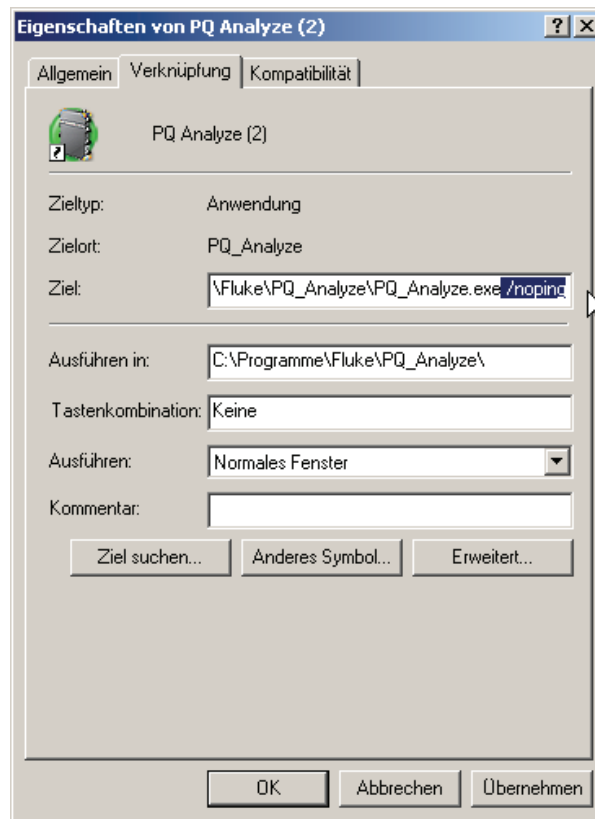 Eigenschaften von PQ Analyze (2)
Allgemein Verknüpfung Kompatibilität
PQ Analyze (2)
Zieltyp: Anwendung
Zielort: PQ_Analyze
Ziel: \Fluke\PQ_Analyze\PQ_Analyze.exe /noping
Ausführen in: C:\Programme\Fluke\PQ_Analyze\
Tastenkombination: Keine
Ausführen: Normales Fenster
Kommentar:
Ziel suchen... Anderes Symbol... Erweitert...
OK Abbrechen Übernehmen